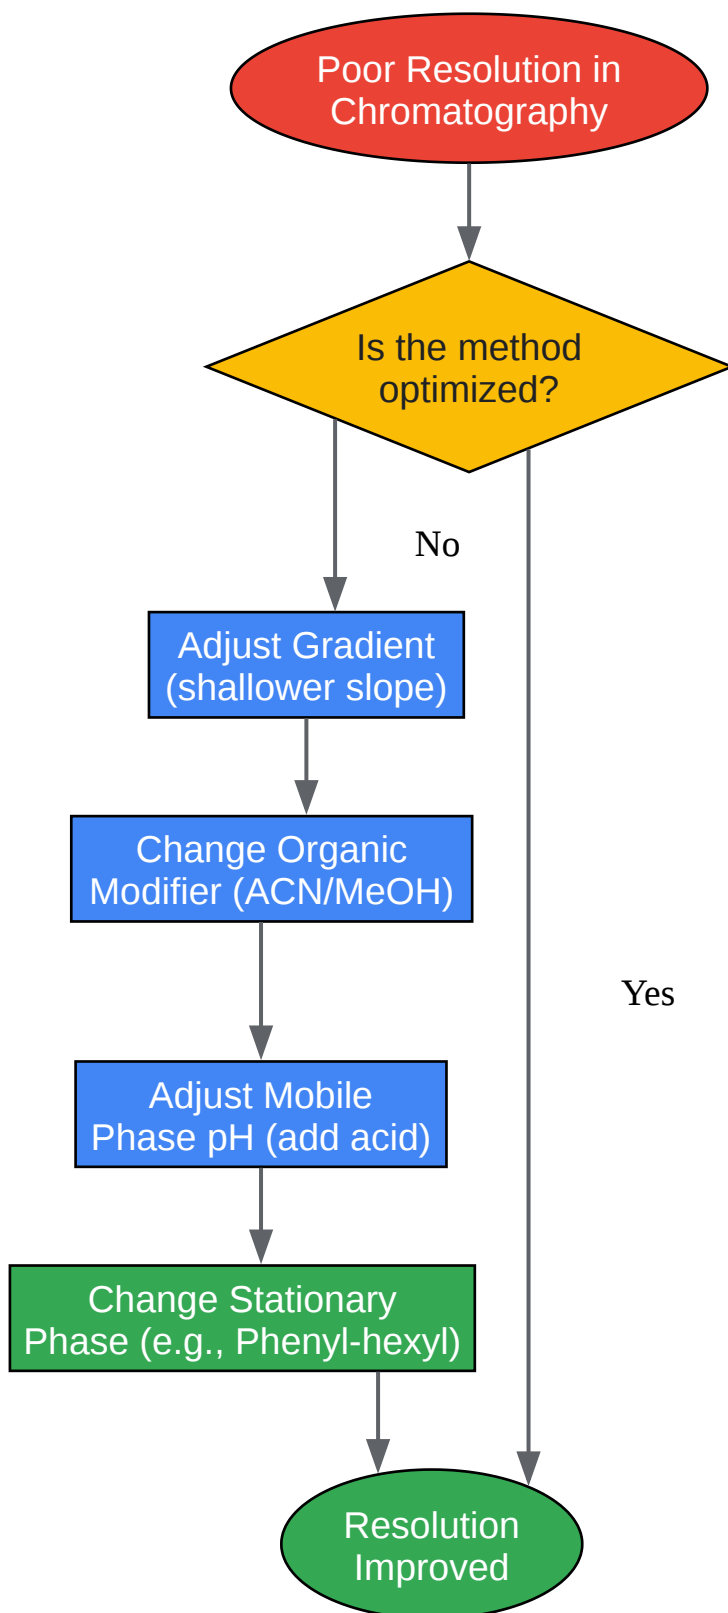 Poor Resolution in
Chromatography
Is the method
optimized?
No
Adjust Gradient
(shallower slope)
Change Organic
Modifier (ACN/MeOH)
Yes
Adjust Mobile
Phase pH (add acid)
Change Stationary
Phase (e.g., Phenyl-hexyl)
Resolution
Improved